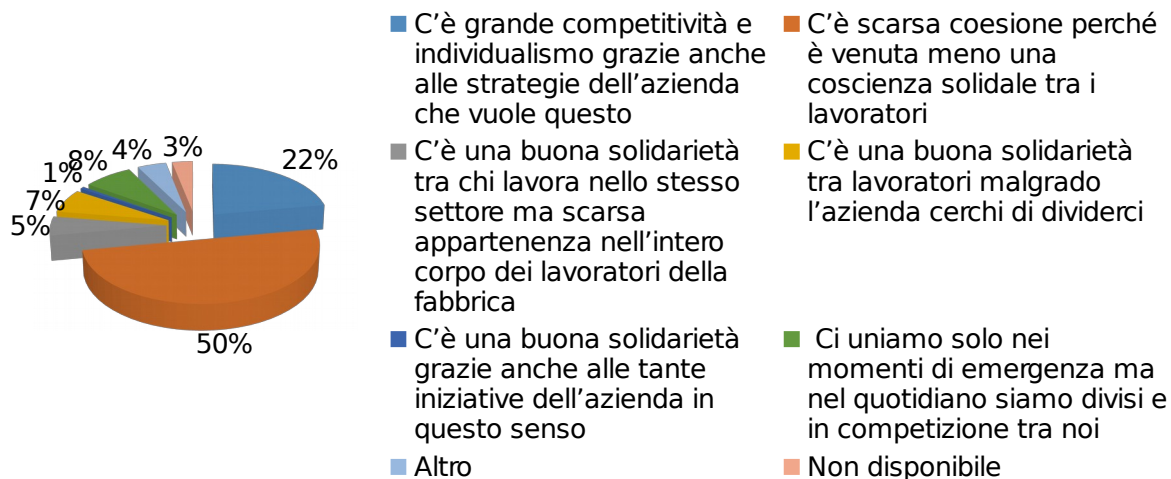 22%
50%
5%
7%
1%
8%
4%
3%
C’è grande competitività e
individualismo grazie anche
alle strategie dell’azienda
che vuole questo
C’è scarsa coesione perché
è venuta meno una
coscienza solidale tra i
lavoratori
C’è una buona solidarietà
tra chi lavora nello stesso
settore ma scarsa
appartenenza nell’intero
corpo dei lavoratori della
fabbrica
C’è una buona solidarietà
tra lavoratori malgrado
l’azienda cerchi di dividerci
C’è una buona solidarietà
grazie anche alle tante
iniziative dell’azienda in
questo senso
Ci uniamo solo nei
momenti di emergenza ma
nel quotidiano siamo divisi e
in competizione tra noi
Altro
Non disponibile